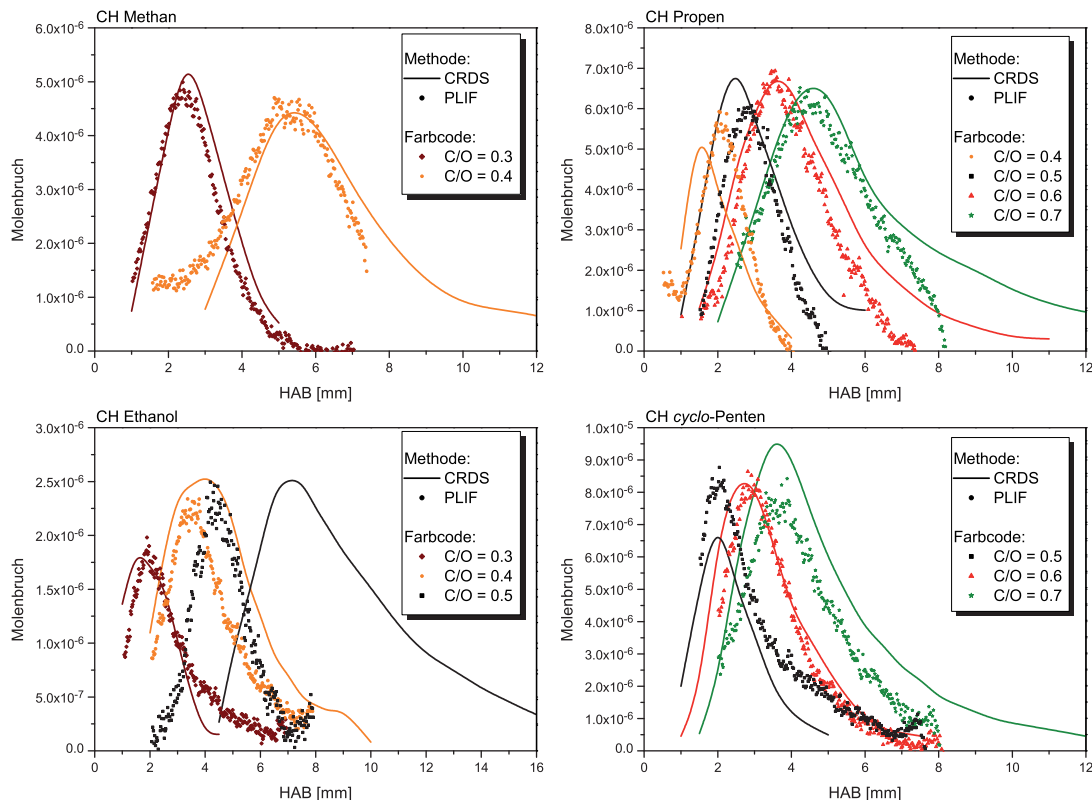 CH Methan
6.0x10⁻⁶
5.0x10⁻⁶
4.0x10⁻⁶
3.0x10⁻⁶
2.0x10⁻⁶
1.0x10⁻⁶
0.0
Molenbruch
0 2 4 6 8 10 12
HAB [mm]
Methode:
CRDS
PLIF
Farbcode:
C/O = 0.3
C/O = 0.4
CH Propen
8.0x10⁻⁶
7.0x10⁻⁶
6.0x10⁻⁶
5.0x10⁻⁶
4.0x10⁻⁶
3.0x10⁻⁶
2.0x10⁻⁶
1.0x10⁻⁶
0.0
Molenbruch
0 2 4 6 8 10 12
HAB [mm]
Methode:
CRDS
PLIF
Farbcode:
C/O = 0.4
C/O = 0.5
C/O = 0.6
C/O = 0.7
CH Ethanol
3.0x10⁻⁶
2.5x10⁻⁶
2.0x10⁻⁶
1.5x10⁻⁶
1.0x10⁻⁶
5.0x10⁻⁷
0.0
Molenbruch
0 2 4 6 8 10 12 14 16
HAB [mm]
Methode:
CRDS
PLIF
Farbcode:
C/O = 0.3
C/O = 0.4
C/O = 0.5
CH cyclo-Penten
1.0x10⁻⁵
9.0x10⁻⁶
8.0x10⁻⁶
7.0x10⁻⁶
6.0x10⁻⁶
5.0x10⁻⁶
4.0x10⁻⁶
3.0x10⁻⁶
2.0x10⁻⁶
1.0x10⁻⁶
0.0
Molenbruch
0 2 4 6 8 10 12
HAB [mm]
Methode:
CRDS
PLIF
Farbcode:
C/O = 0.5
C/O = 0.6
C/O = 0.7